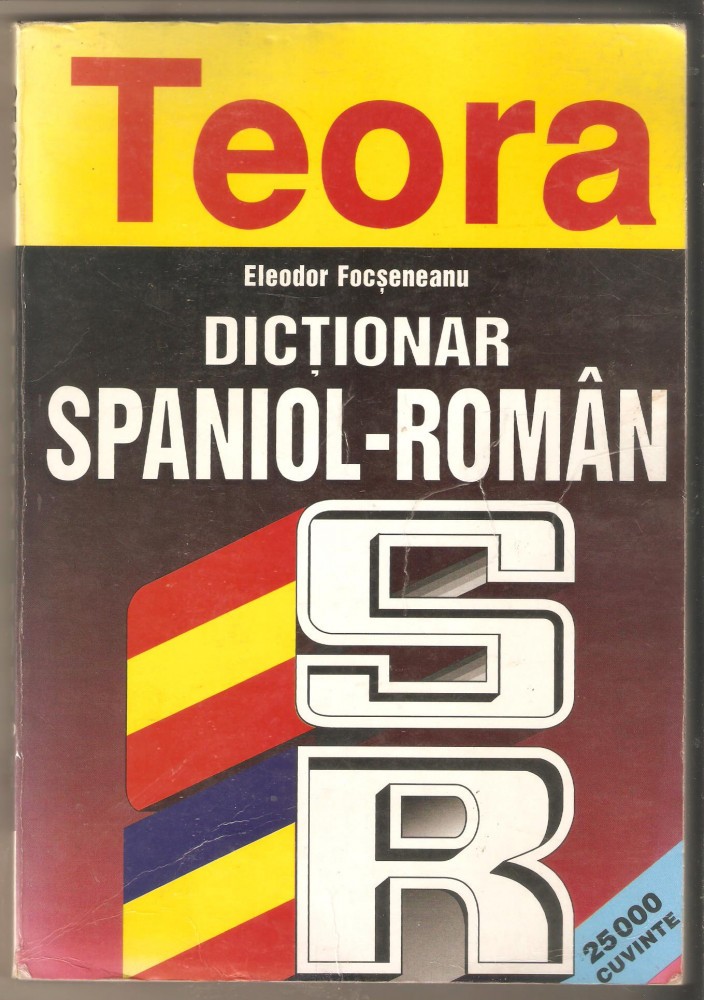 Teora
Eleodor Focșeneanu
DICȚIONAR
SPANIOL-ROMÂN
S
R
25000
CUVINTE